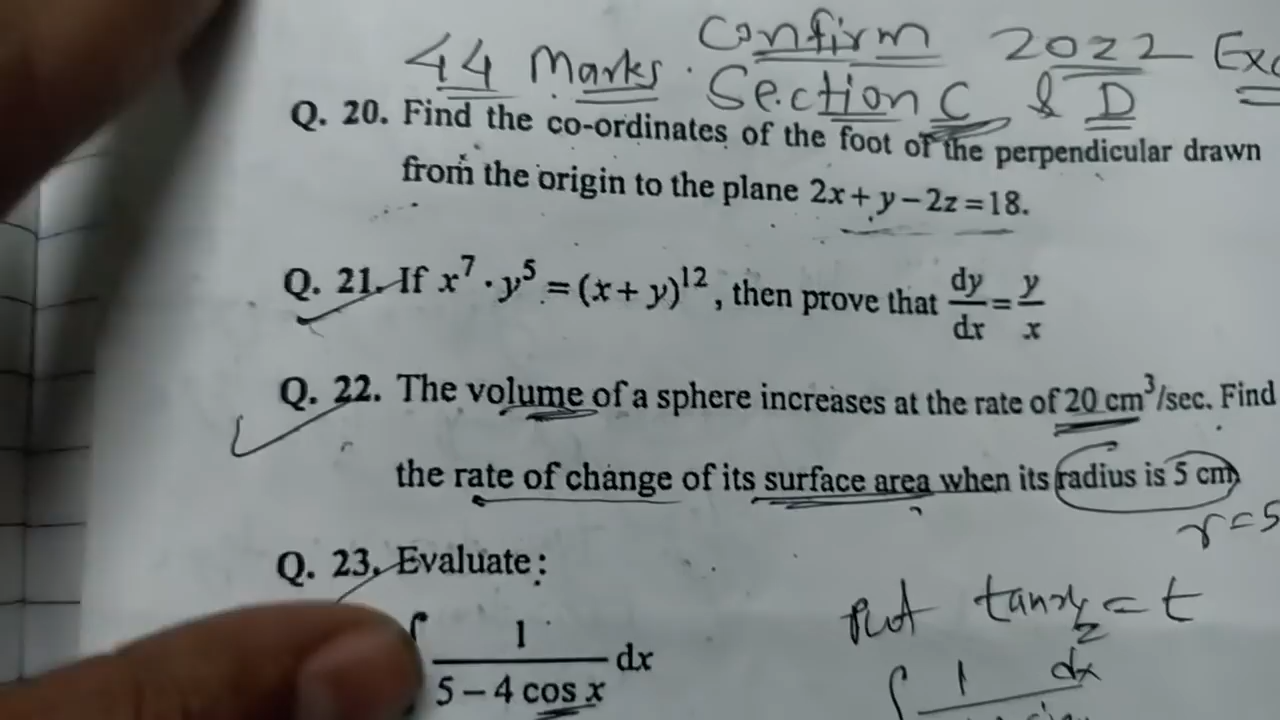 Confirm 2022 Exa
44 Marks. Section C & D
Q. 20. Find the co-ordinates of the foot of the perpendicular drawn
from the origin to the plane 2x + y − 2z = 18.
Q. 21. If x⁷ · y⁵ = (x + y)¹², then prove that dy/dx = y/x
Q. 22. The volume of a sphere increases at the rate of 20 cm³/sec. Find
the rate of change of its surface area when its radius is 5 cm
r = 5
Q. 23. Evaluate :
∫ 1/(5 − 4 cos x) dx
Put tan x/2 = t
∫ 1 dx